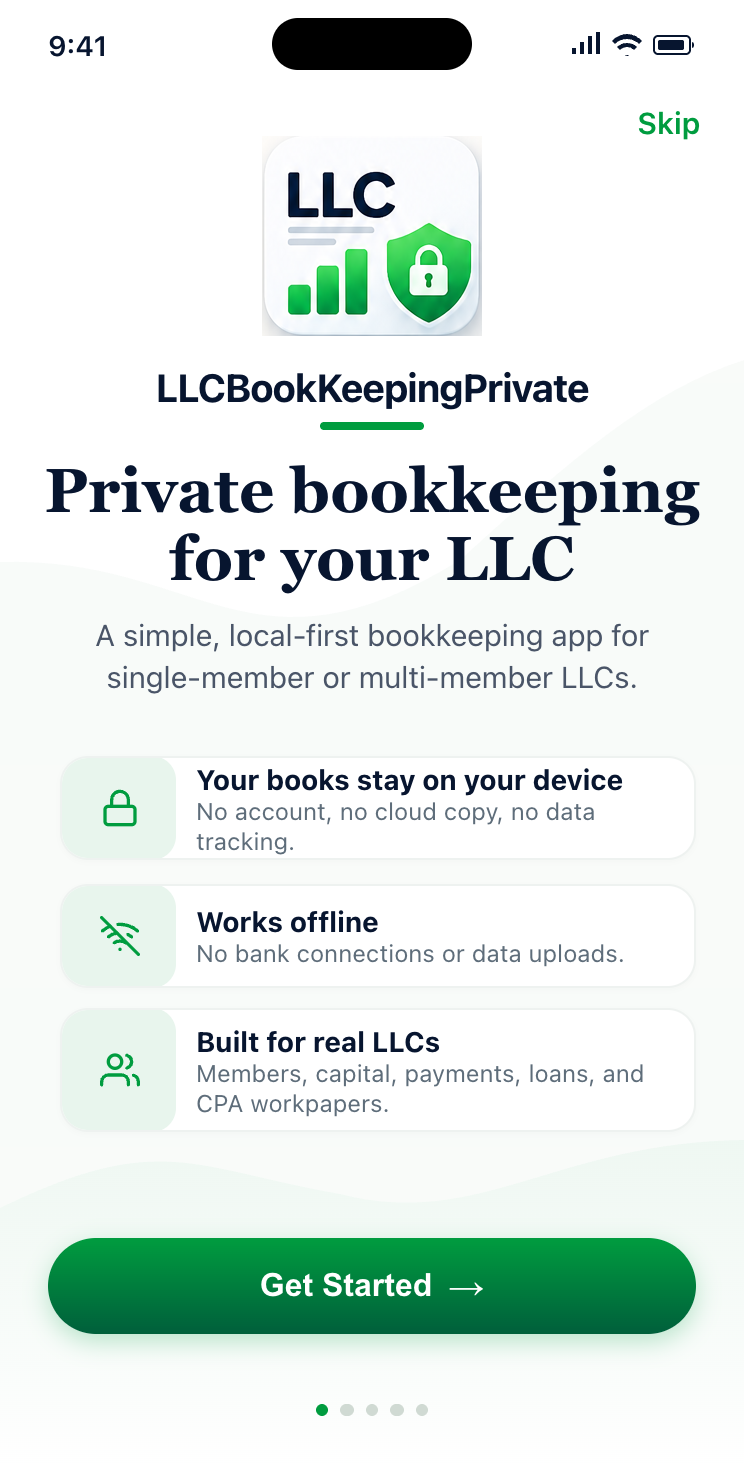 9:41
Skip
LLC
LLCBookKeepingPrivate
Private bookkeeping
for your LLC
A simple, local-first bookkeeping app for
single-member or multi-member LLCs.
Your books stay on your device
No account, no cloud copy, no data
tracking.
Works offline
No bank connections or data uploads.
Built for real LLCs
Members, capital, payments, loans, and
CPA workpapers.
Get Started →